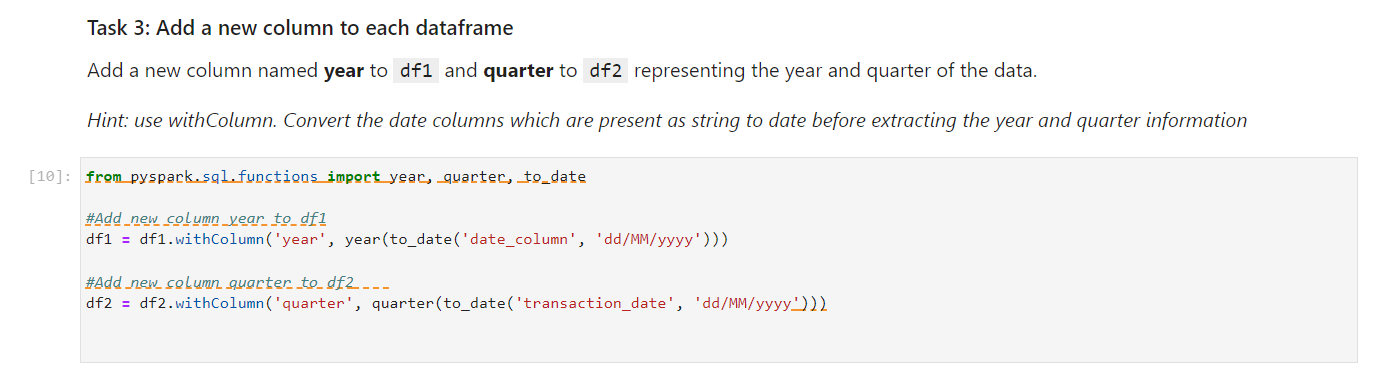 Task 3: Add a new column to each dataframe
Add a new column named year to df1 and quarter to df2 representing the year and quarter of the data.
Hint: use withColumn. Convert the date columns which are present as string to date before extracting the year and quarter information
[10]: from pyspark.sql.functions import year, quarter, to_date
#Add new column year to df1
df1 = df1.withColumn('year', year(to_date('date_column', 'dd/MM/yyyy')))
#Add new column quarter to df2
df2 = df2.withColumn('quarter', quarter(to_date('transaction_date', 'dd/MM/yyyy')))